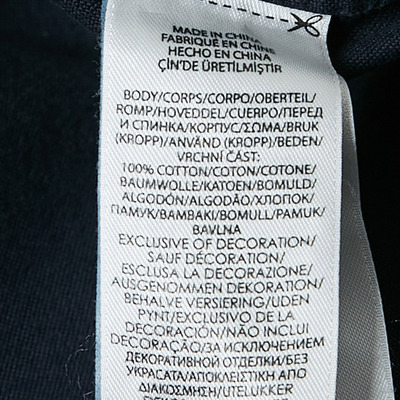 MADE IN CHINA
FABRIQUÉ EN CHINE
HECHO EN CHINA
ÇİN'DE ÜRETİLMİŞTİR
BODY/CORPS/CORPO/OBERTEIL/
ROMP/HOVEDDEL/CUERPO/ПЕРЕД
И СПИНКА/КОРПУС/ΣΩΜΑ/BRUK
(KROPP)/ANVÄND (KROPP)/BEDEN/
VRCHNÍ ČÁST:
100% COTTON/COTON/COTONE/
BAUMWOLLE/KATOEN/BOMULD/
ALGODÓN/ALGODÃO/ХЛОПОК/
ПАМУК/ΒΑΜΒΑΚΙ/BOMULL/PAMUK/
BAVLNA
EXCLUSIVE OF DECORATION/
SAUF DÉCORATION/
ESCLUSA LA DECORAZIONE/
AUSGENOMMEN DEKORATION/
BEHALVE VERSIERING/UDEN
PYNT/EXCLUSIVO DE LA
DECORACIÓN/NÃO INCLUI
DECORAÇÃO/ЗА ИСКЛЮЧЕНИЕМ
ДЕКОРАТИВНОЙ ОТДЕЛКИ/БЕЗ
УКРАСАТА/ΑΠΟΚΛΕΙΣΤΙΚΗ ΑΠΟ
ΔΙΑΚΟΣΜΗΣΗ/UTELUKKER